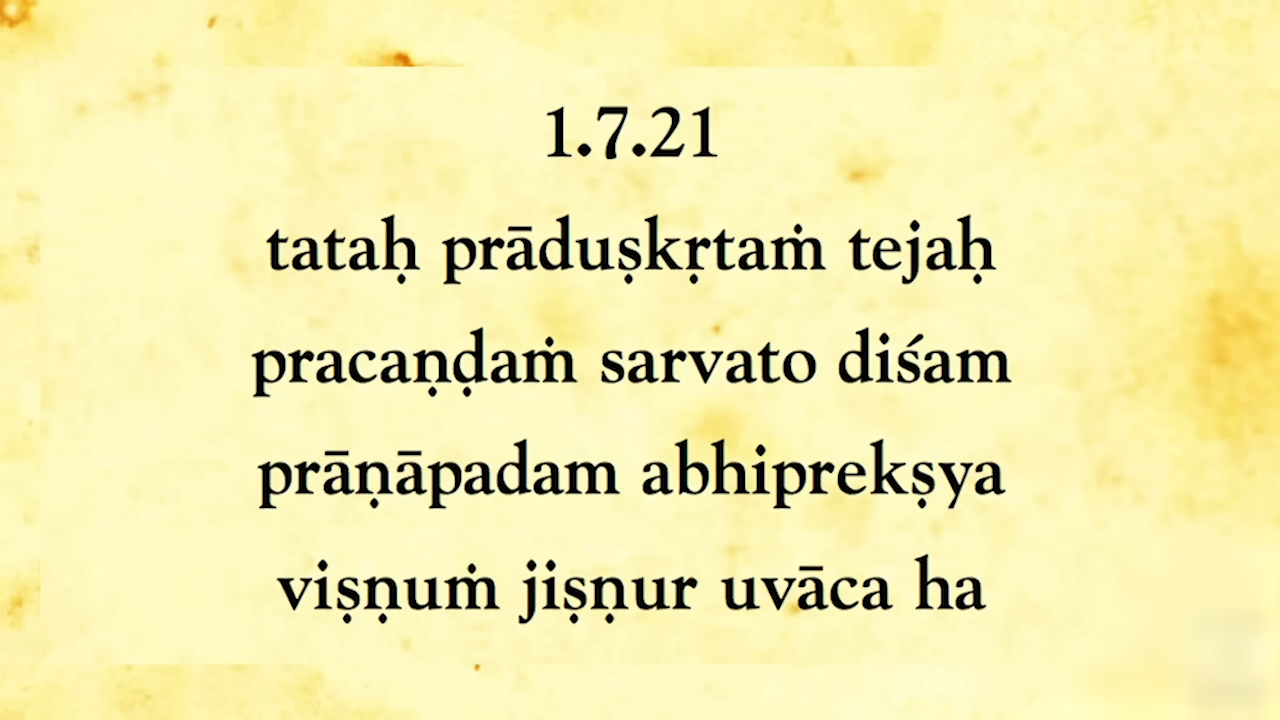 1.7.21
tataḥ prāduṣkṛtaṁ tejaḥ
pracaṇḍaṁ sarvato diśam
prāṇāpadam abhiprekṣya
viṣṇuṁ jiṣṇur uvāca ha